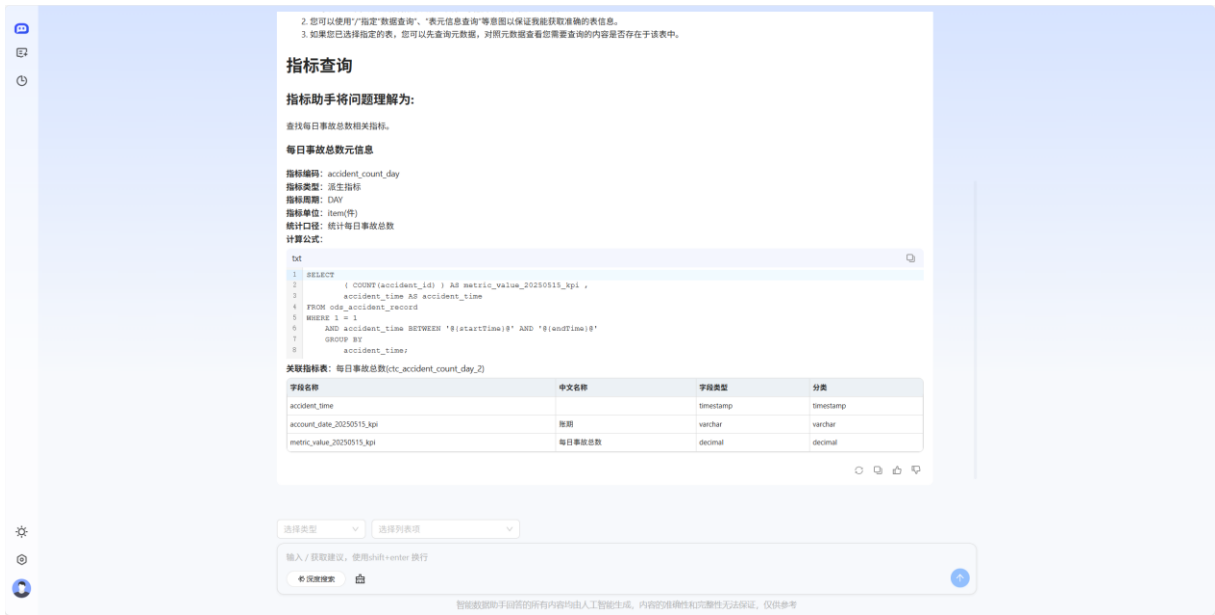 2. 您可以使用"/"指定"数据查询"、"表元信息查询"等意图以保证我能获取准确的表信息。
3. 如果您已选择指定的表，您可以先查询元数据，对照元数据查看您需要查询的内容是否存在于该表中。
指标查询
指标助手将问题理解为:
查找每日事故总数相关指标。
每日事故总数元信息
指标编码： accident_count_day
指标类型： 派生指标
指标周期： DAY
指标单位： item(件)
统计口径： 统计每日事故总数
计算公式：
txt
1 SELECT
2 ( COUNT(accident_id) ) AS metric_value_20250515_kpi ,
3 accident_time AS accident_time
4 FROM ods_accident_record
5 WHERE 1 = 1
6 AND accident_time BETWEEN '@{startTime}@' AND '@{endTime}@'
7 GROUP BY
8 accident_time;
关联指标表： 每日事故总数(ctc_accident_count_day_2)
字段名称 中文名称 字段类型 分类
accident_time timestamp timestamp
account_date_20250515_kpi 账期 varchar varchar
metric_value_20250515_kpi 每日事故总数 decimal decimal
选择类型 选择列表项
输入 / 获取建议，使用shift+enter 换行
深度搜索
智能数据助手回答的所有内容均由人工智能生成，内容的准确性和完整性无法保证，仅供参考